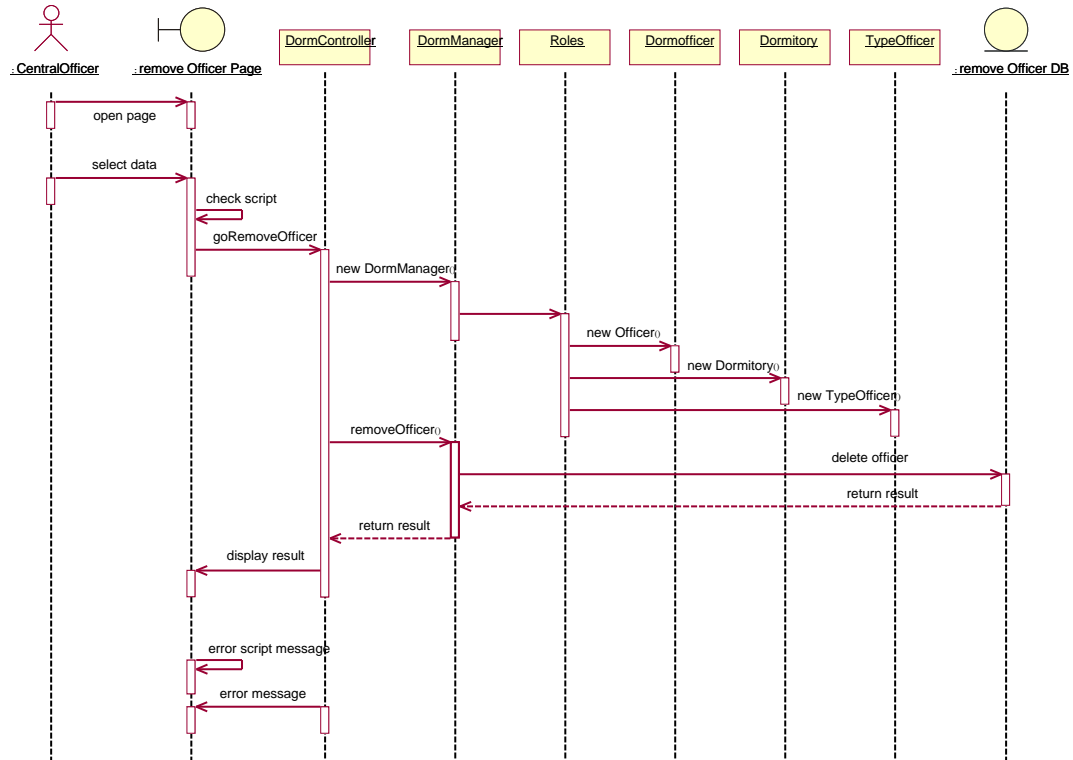 DormController
DormManager
Roles
Dormofficer
Dormitory
TypeOfficer
: CentralOfficer
: remove Officer Page
: remove Officer DB
open page
select data
check script
goRemoveOfficer
new DormManager()
new Officer()
new Dormitory()
new TypeOfficer()
removeOfficer()
delete officer
return result
return result
display result
error script message
error message